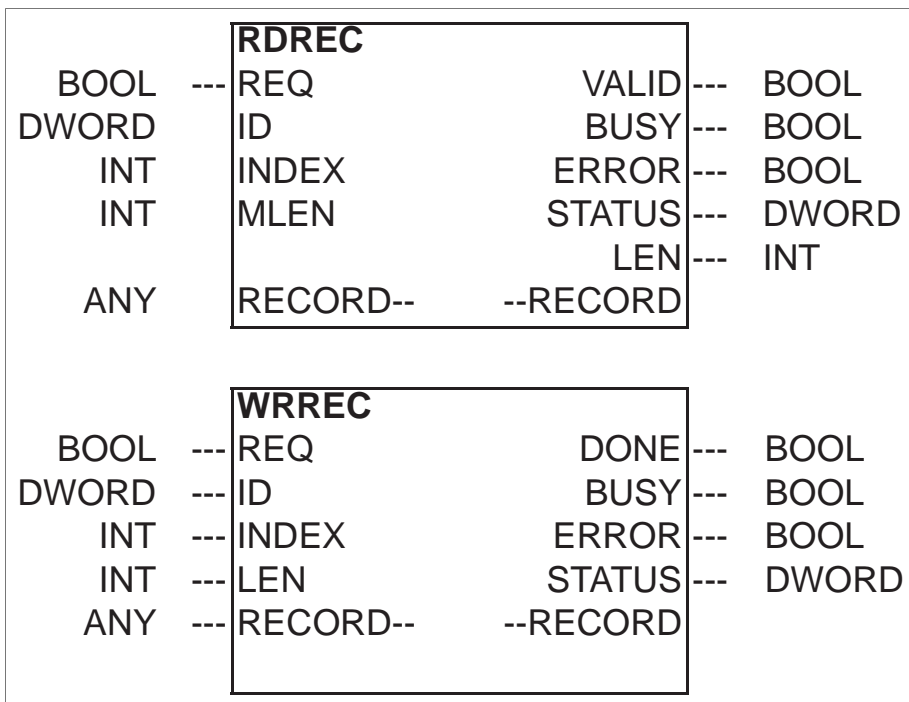 RDREC
BOOL --- REQ VALID --- BOOL
DWORD ID BUSY --- BOOL
INT INDEX ERROR --- BOOL
INT MLEN STATUS --- DWORD
LEN --- INT
ANY RECORD-- --RECORD
WRREC
BOOL --- REQ DONE --- BOOL
DWORD --- ID BUSY --- BOOL
INT --- INDEX ERROR --- BOOL
INT --- LEN STATUS --- DWORD
ANY --- RECORD-- --RECORD